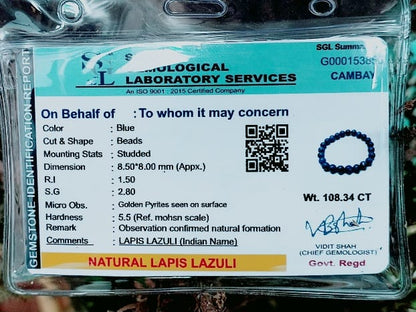 SGL Summa
G000153
CAMBAY
SGL
GEMOLOGICAL
LABORATORY SERVICES
An ISO 9001 : 2015 Certified Company
GEMSTONE IDENTIFICATION REPORT
On Behalf of : To whom it may concern
Color : Blue
Cut & Shape : Beads
Mounting Stats : Studded
Dimension : 8.50*8.00 mm (Appx.)
R.I : 1.50
S.G : 2.80
Micro Obs. : Golden Pyrites seen on surface
Hardness : 5.5 (Ref. mohsn scale)
Remark : Observation confirmed natural formation
Comments : LAPIS LAZULI (Indian Name)
NATURAL LAPIS LAZULI
Wt. 108.34 CT
VIDIT SHAH
(CHIEF GEMOLOGIST)
Govt. Regd